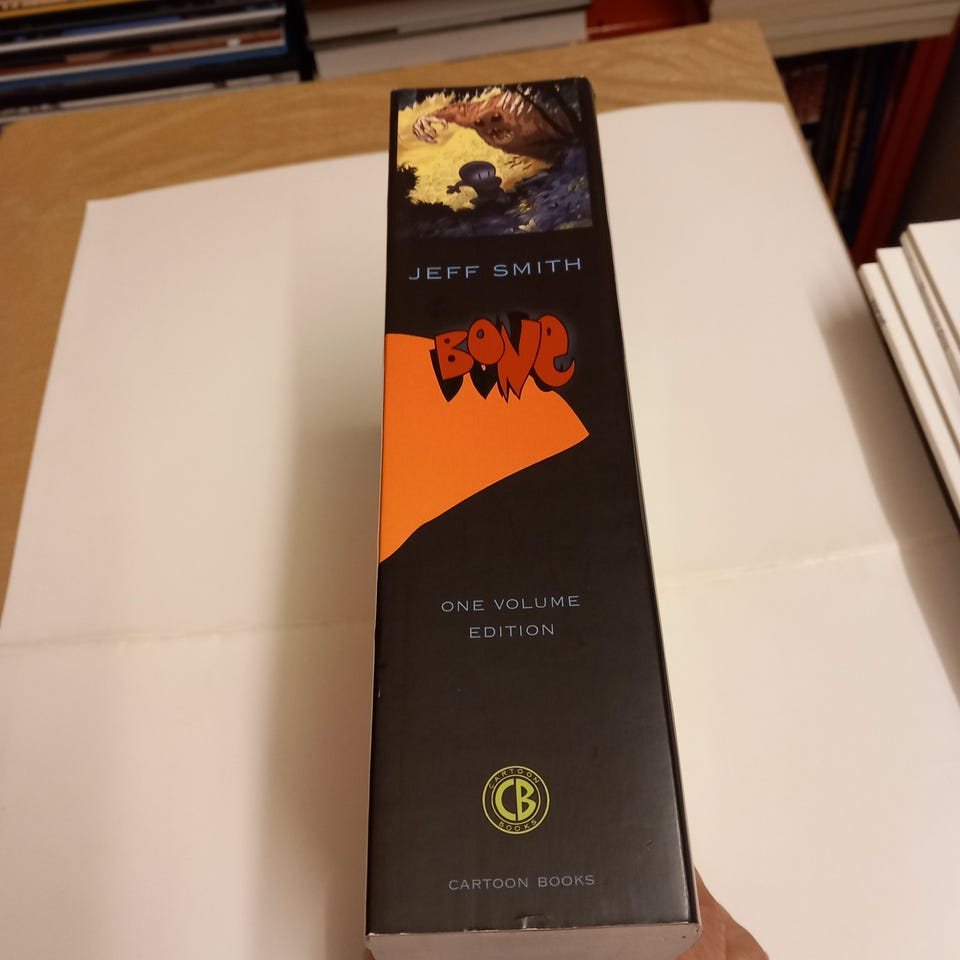 JEFF SMITH
BONE
ONE VOLUME
EDITION
CARTOON
CB
BOOKS
CARTOON BOOKS